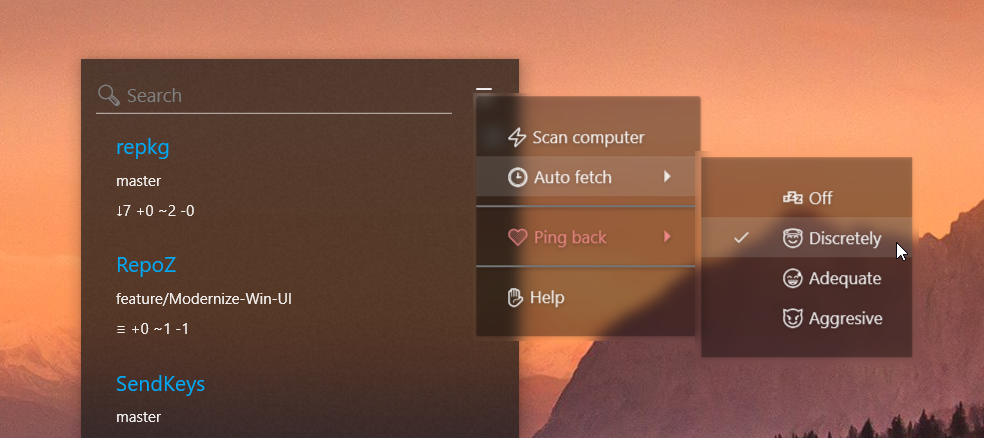 Search
repkg
master
↓7 +0 ~2 -0
RepoZ
feature/Modernize-Win-UI
≡ +0 ~1 -1
SendKeys
master
Scan computer
Auto fetch
Ping back
Help
Off
Discretely
Adequate
Aggresive